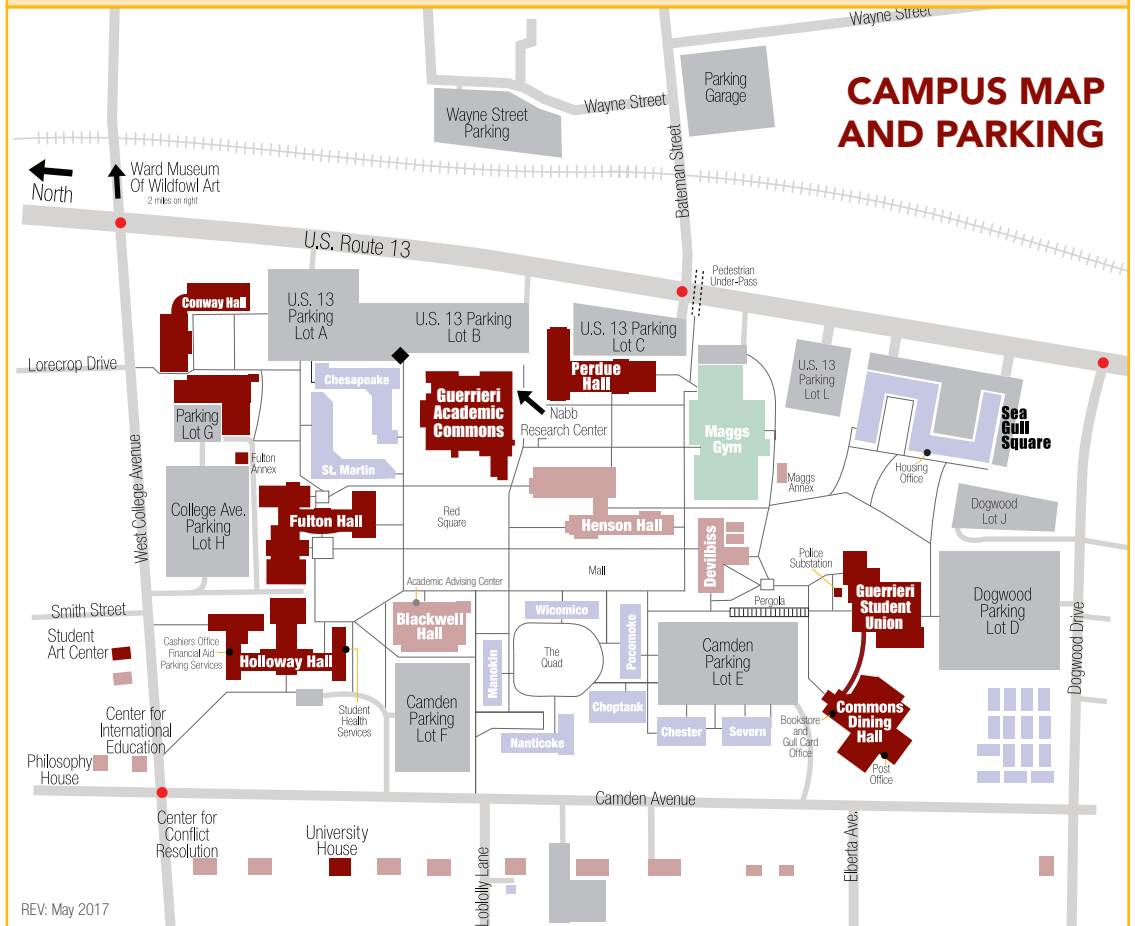 Wayne Street
CAMPUS MAP
AND PARKING
Parking
Garage
Wayne Street
Parking
Wayne Street
Bateman Street
North
Ward Museum
Of Wildfowl Art
2 miles on right
U.S. Route 13
Pedestrian
Under-Pass
Conway Hall
U.S. 13
Parking
Lot A
U.S. 13 Parking
Lot B
U.S. 13 Parking
Lot C
Lorecrop Drive
Chesapeake
Perdue
Hall
U.S. 13
Parking
Lot L
Guerrieri
Academic
Commons
Nabb
Research Center
Parking
Lot G
Maggs
Gym
Sea
Gull
Square
St. Martin
Fulton
Annex
Maggs
Annex
Housing
Office
West College Avenue
College Ave.
Parking
Lot H
Fulton Hall
Red
Square
Henson Hall
Dogwood
Lot J
Devilbiss
Mall
Police
Substation
Academic Advising Center
Smith Street
Student
Art Center
Cashiers Office
Financial Aid
Parking Services
Holloway Hall
Blackwell
Hall
Wicomico
Pocomoke
Pergola
Guerrieri
Student
Union
Dogwood
Parking
Lot D
Dogwood Drive
Manokin
The
Quad
Camden
Parking
Lot E
Camden
Parking
Lot F
Student
Health
Services
Choptank
Nanticoke
Chester
Severn
Bookstore
and
Gull Card
Office
Commons
Dining
Hall
Post
Office
Center for
International
Education
Philosophy
House
Camden Avenue
Center for
Conflict
Resolution
University
House
Loblolly Lane
Elberta Ave.
REV: May 2017